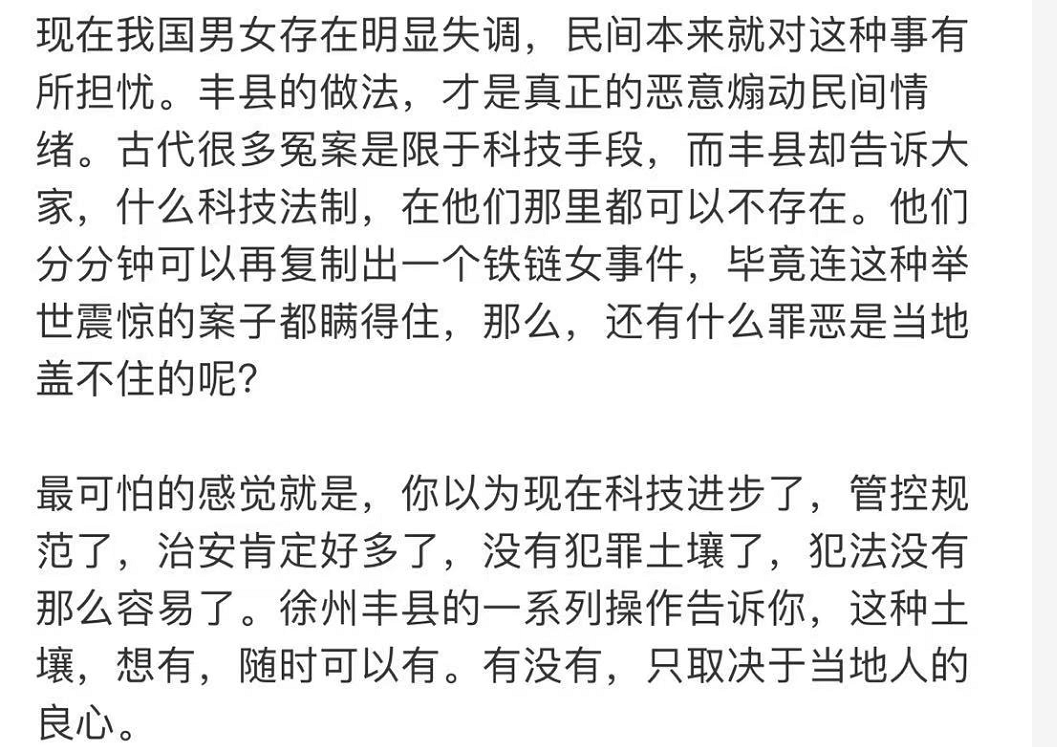 现在我国男女存在明显失调，民间本来就对这种事有
所担忧。丰县的做法，才是真正的恶意煽动民间情
绪。古代很多冤案是限于科技手段，而丰县却告诉大
家，什么科技法制，在他们那里都可以不存在。他们
分分钟可以再复制出一个铁链女事件，毕竟连这种举
世震惊的案子都瞒得住，那么，还有什么罪恶是当地
盖不住的呢？
最可怕的感觉就是，你以为现在科技进步了，管控规
范了，治安肯定好多了，没有犯罪土壤了，犯法没有
那么容易了。徐州丰县的一系列操作告诉你，这种土
壤，想有，随时可以有。有没有，只取决于当地人的
良心。